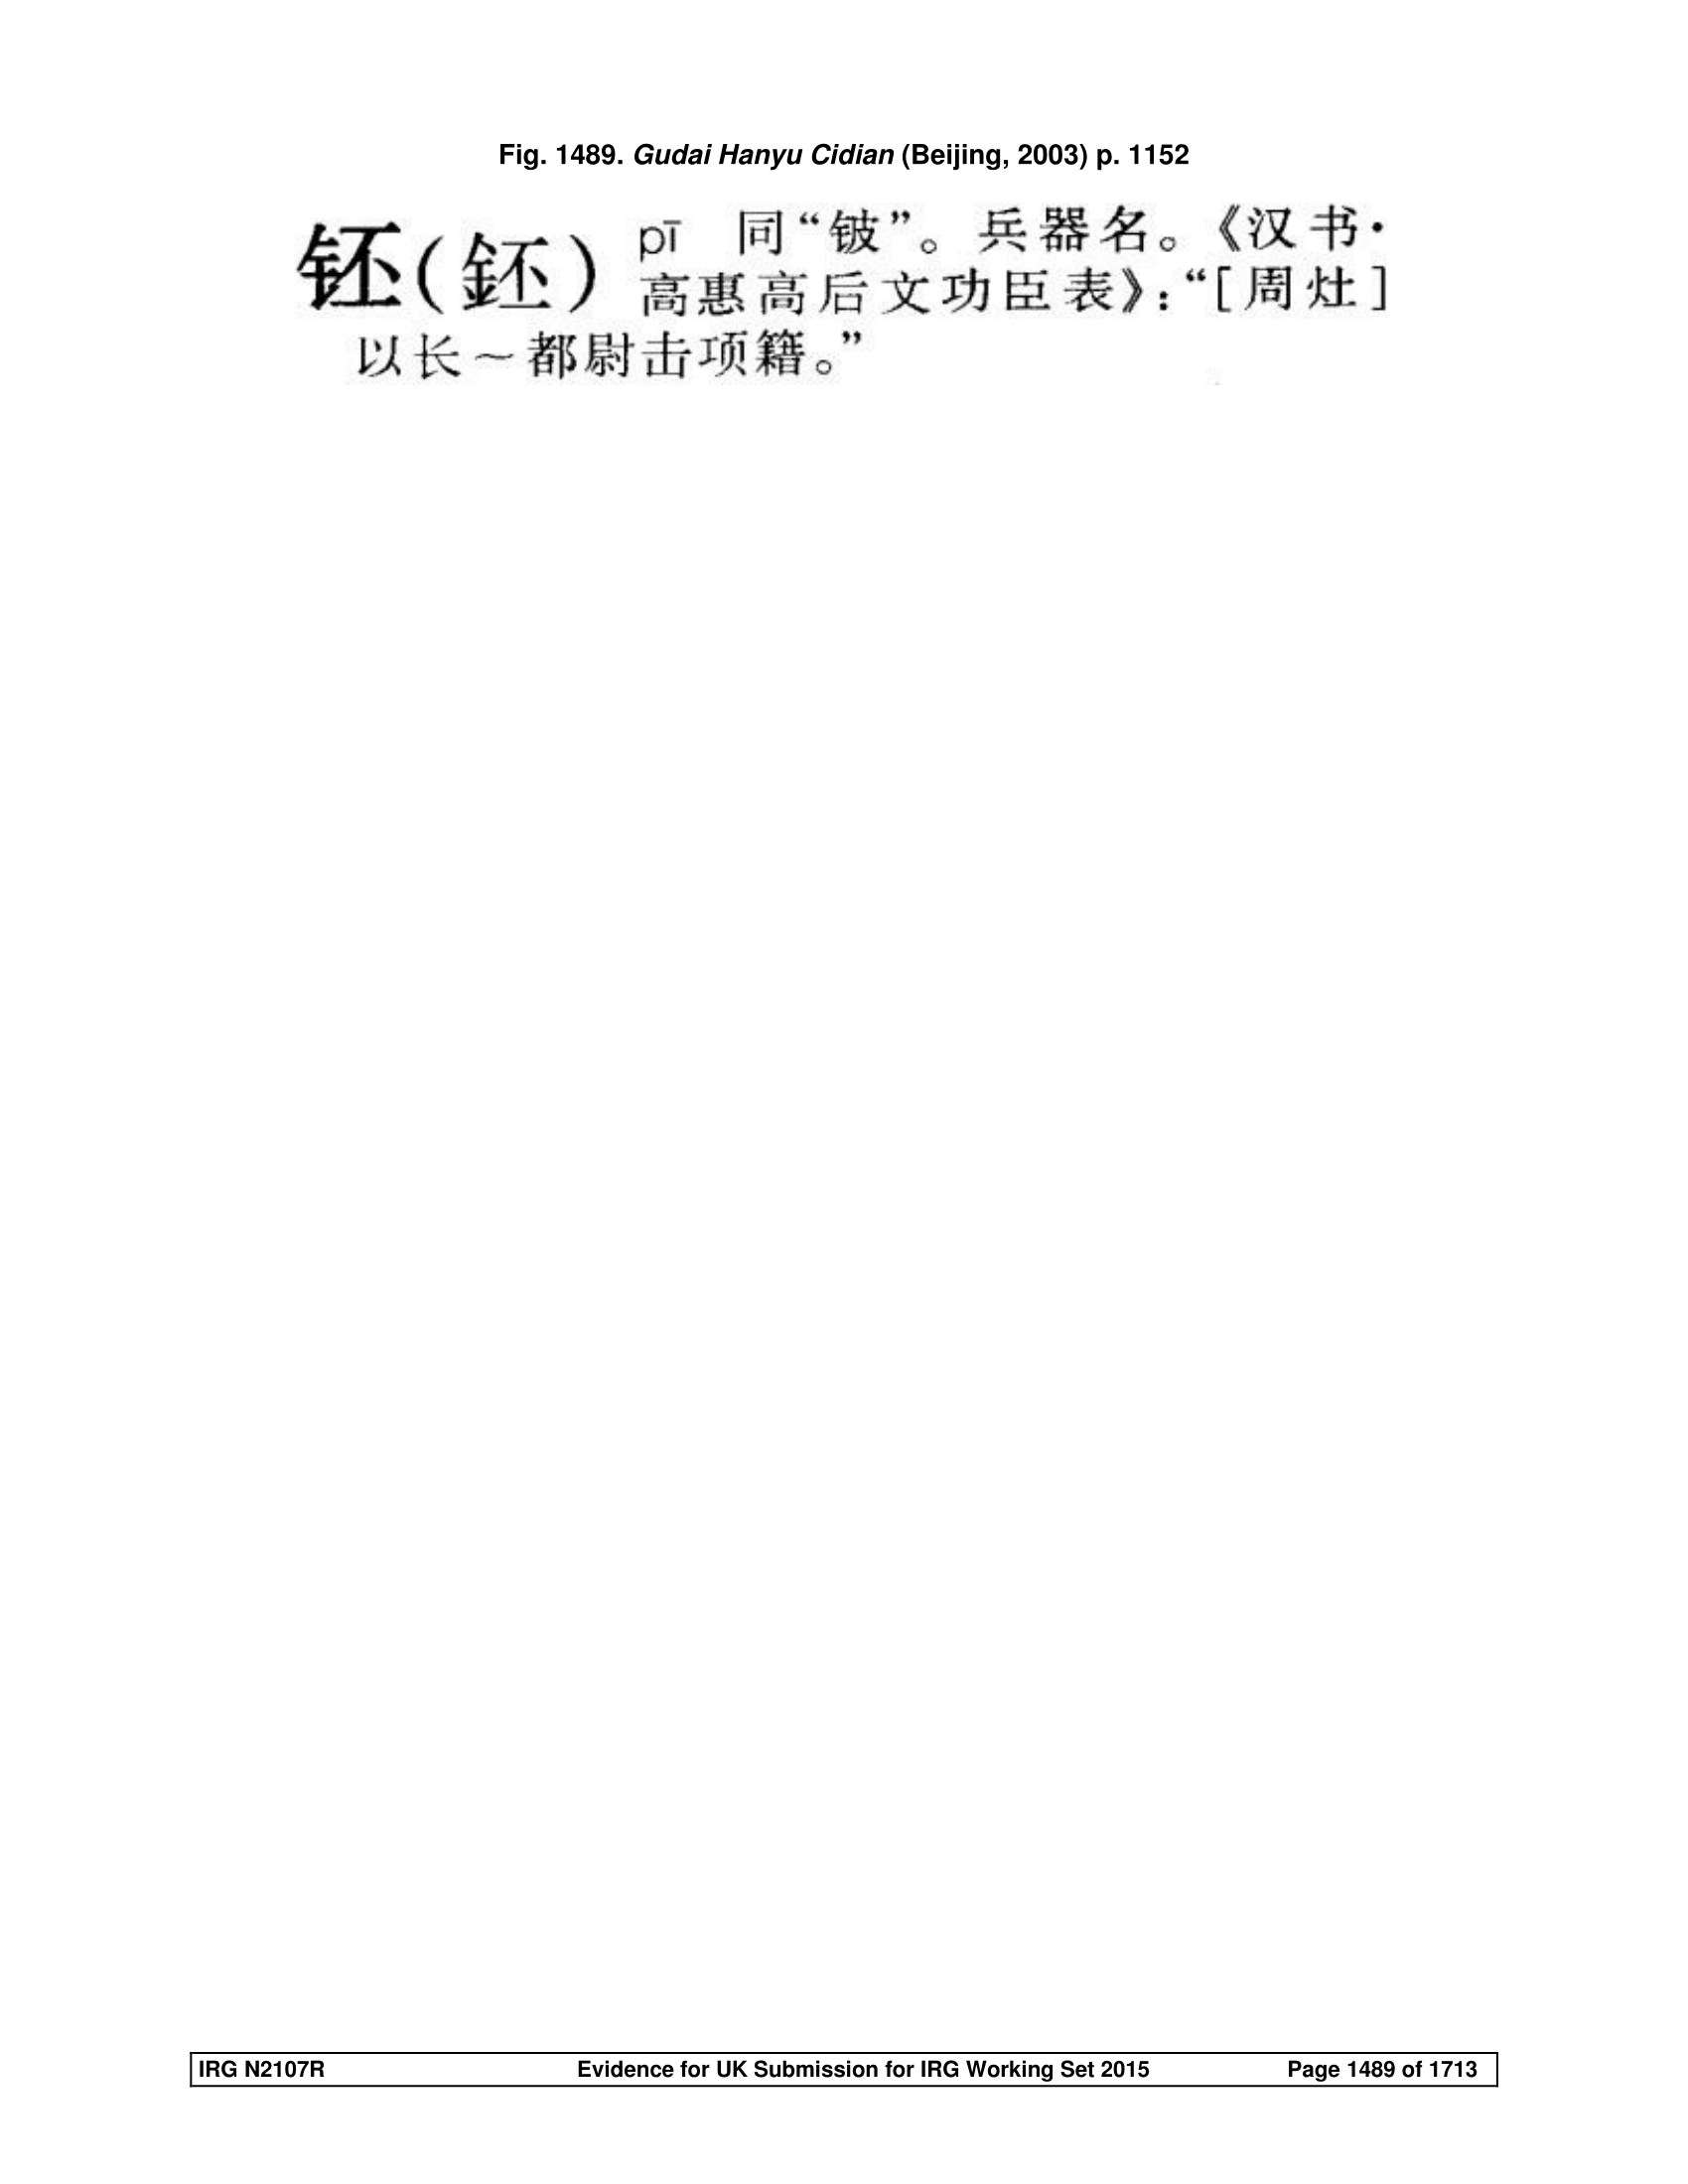 Fig. 1489. Gudai Hanyu Cidian (Beijing, 2003) p. 1152
𰾫(鉟) pī 同“铍”。兵器名。《汉书·
高惠高后文功臣表》：“[周灶]
以长～都尉击项籍。”
IRG N2107R Evidence for UK Submission for IRG Working Set 2015 Page 1489 of 1713